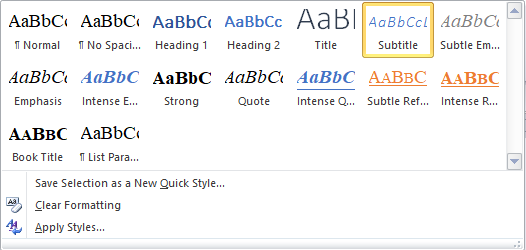 AaBbCc AaBbCc AaBbC AaBbCc AaBl AaBbCcL AaBbCc
¶ Normal ¶ No Spaci... Heading 1 Heading 2 Title Subtitle Subtle Em...
AaBbCc AaBbC AaBbC AaBbCc AaBbC AABBC AABBC
Emphasis Intense E... Strong Quote Intense Q... Subtle Ref... Intense R...
AABBC AaBbCc
Book Title ¶ List Para...
Save Selection as a New Quick Style...
Clear Formatting
Apply Styles...